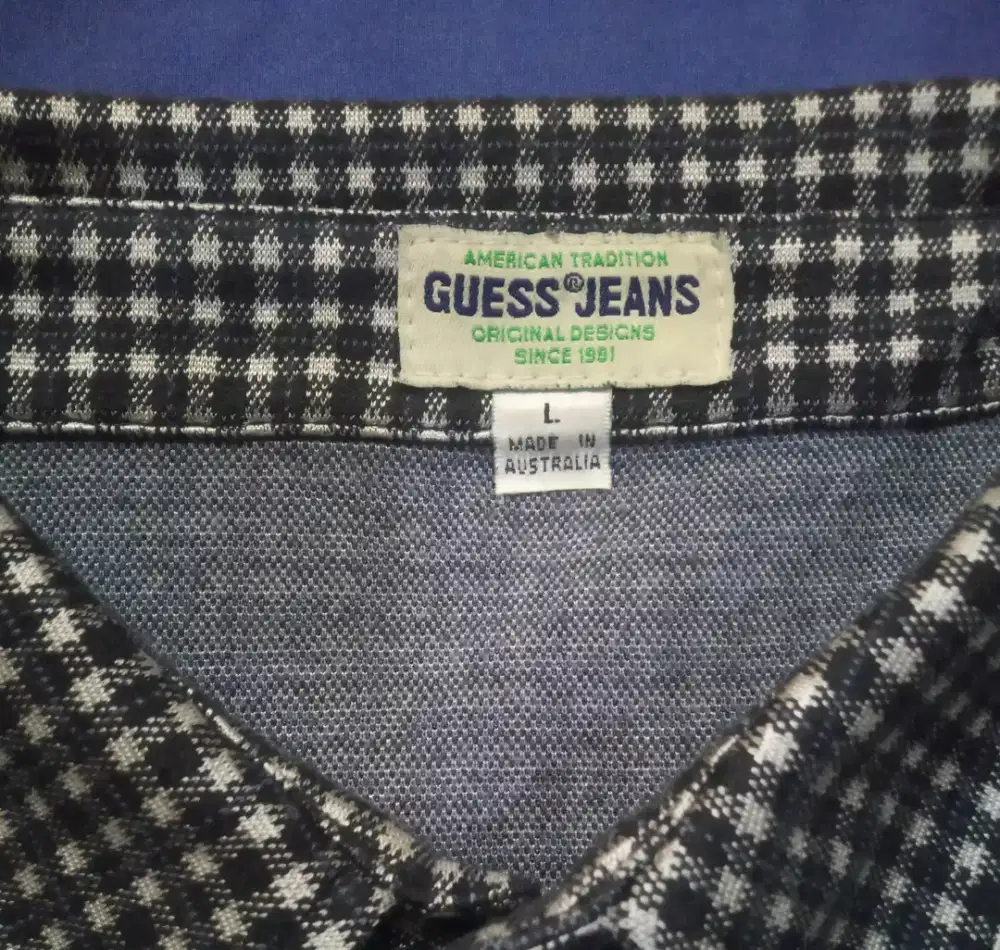 AMERICAN TRADITION
GUESS® JEANS
ORIGINAL DESIGNS
SINCE 1981
L
MADE IN
AUSTRALIA